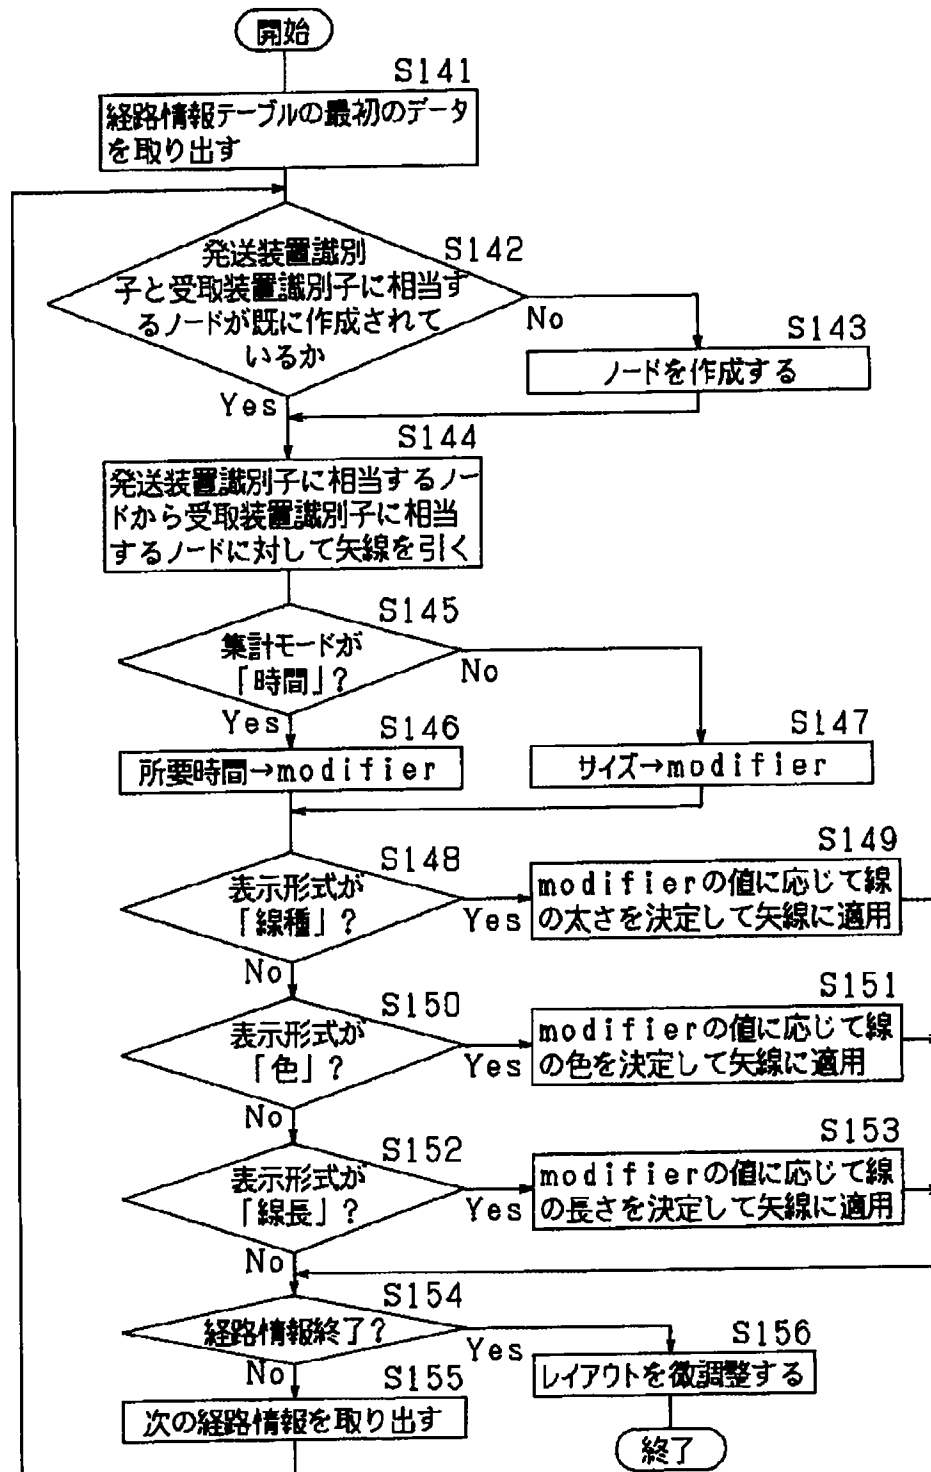 開始
S141
経路情報テーブルの最初のデータ
を取り出す
S142
発送装置識別
子と受取装置識別子に相当す
るノードが既に作成されて
いるか
No
S143
ノードを作成する
Yes
S144
発送装置識別子に相当するノー
ドから受取装置識別子に相当
するノードに対して矢線を引く
S145
集計モードが
「時間」?
No
Yes
S146
所要時間→modifier
S147
サイズ→modifier
S148
表示形式が
「線種」?
Yes
S149
modifierの値に応じて線
の太さを決定して矢線に適用
No
S150
表示形式が
「色」?
Yes
S151
modifierの値に応じて線
の色を決定して矢線に適用
No
S152
表示形式が
「線長」?
Yes
S153
modifierの値に応じて線
の長さを決定して矢線に適用
No
S154
経路情報終了?
Yes
S156
レイアウトを微調整する
No
S155
次の経路情報を取り出す
終了